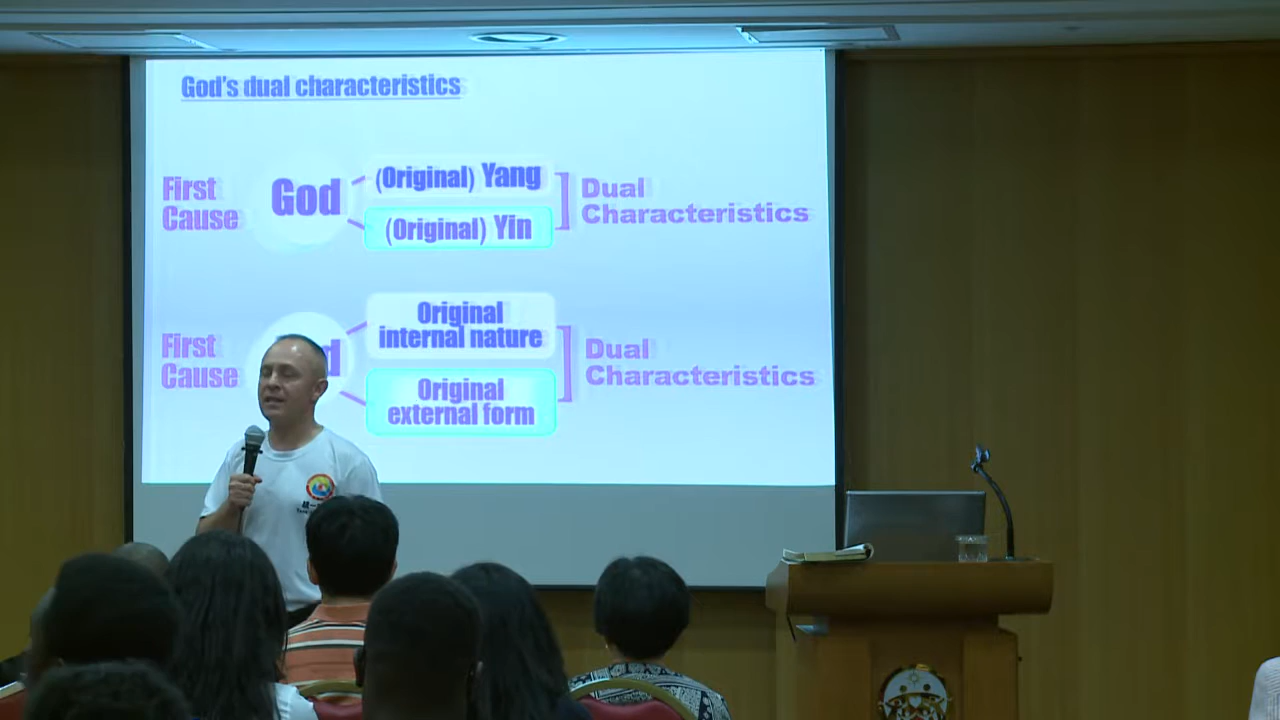 God's dual characteristics
First
Cause
God
(Original) Yang
(Original) Yin
Dual
Characteristics
First
Cause
Original
internal nature
Original
external form
Dual
Characteristics